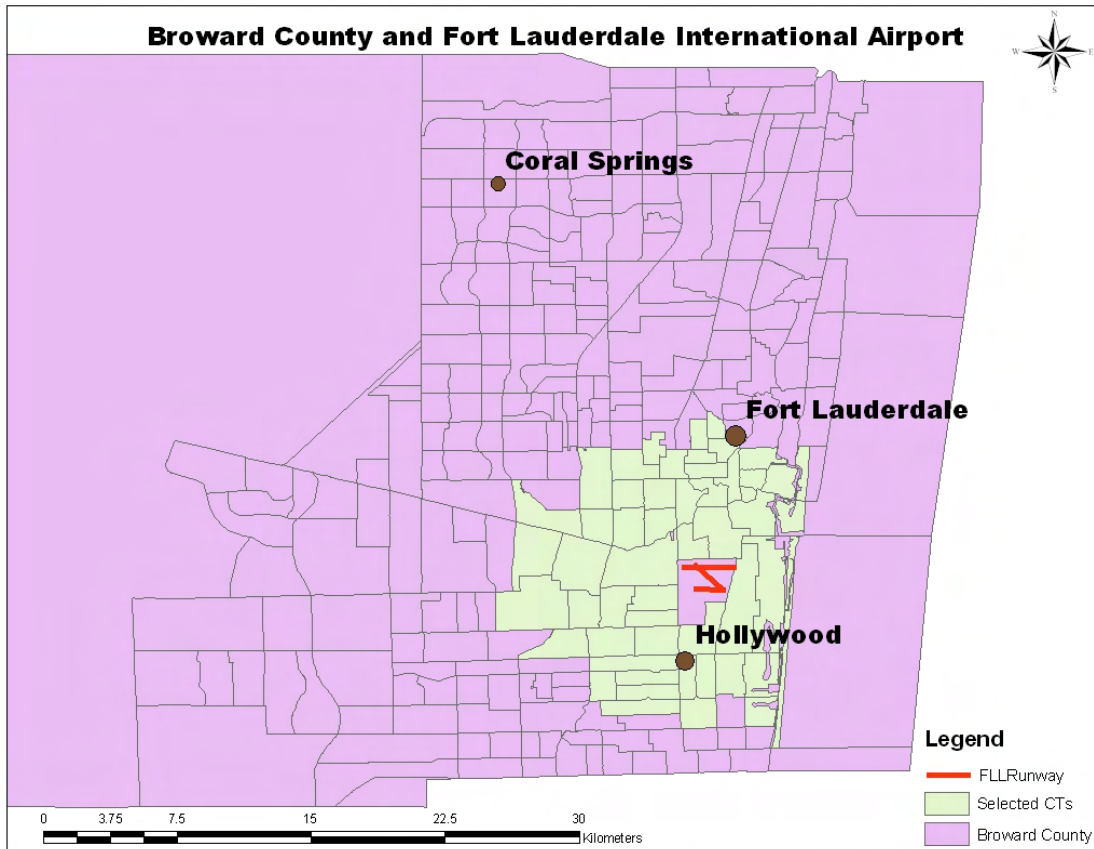 Broward County and Fort Lauderdale International Airport
N
W
E
S
Coral Springs
Fort Lauderdale
Hollywood
Legend
FLLRunway
Selected CTs
Broward County
0 3.75 7.5 15 22.5 30
Kilometers